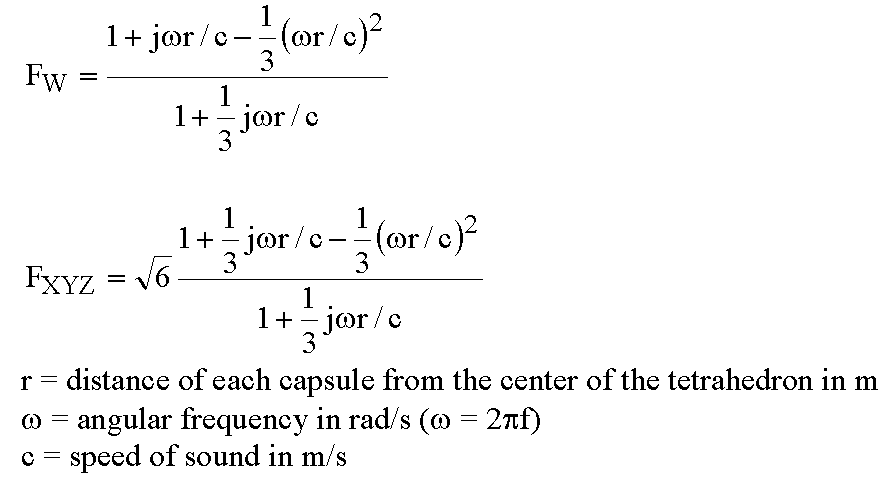 F_W = (1 + jωr / c − 1/3 (ωr / c)²) / (1 + 1/3 jωr / c)
F_XYZ = √6 (1 + 1/3 jωr / c − 1/3 (ωr / c)²) / (1 + 1/3 jωr / c)
r = distance of each capsule from the center of the tetrahedron in m
ω = angular frequency in rad/s (ω = 2πf)
c = speed of sound in m/s